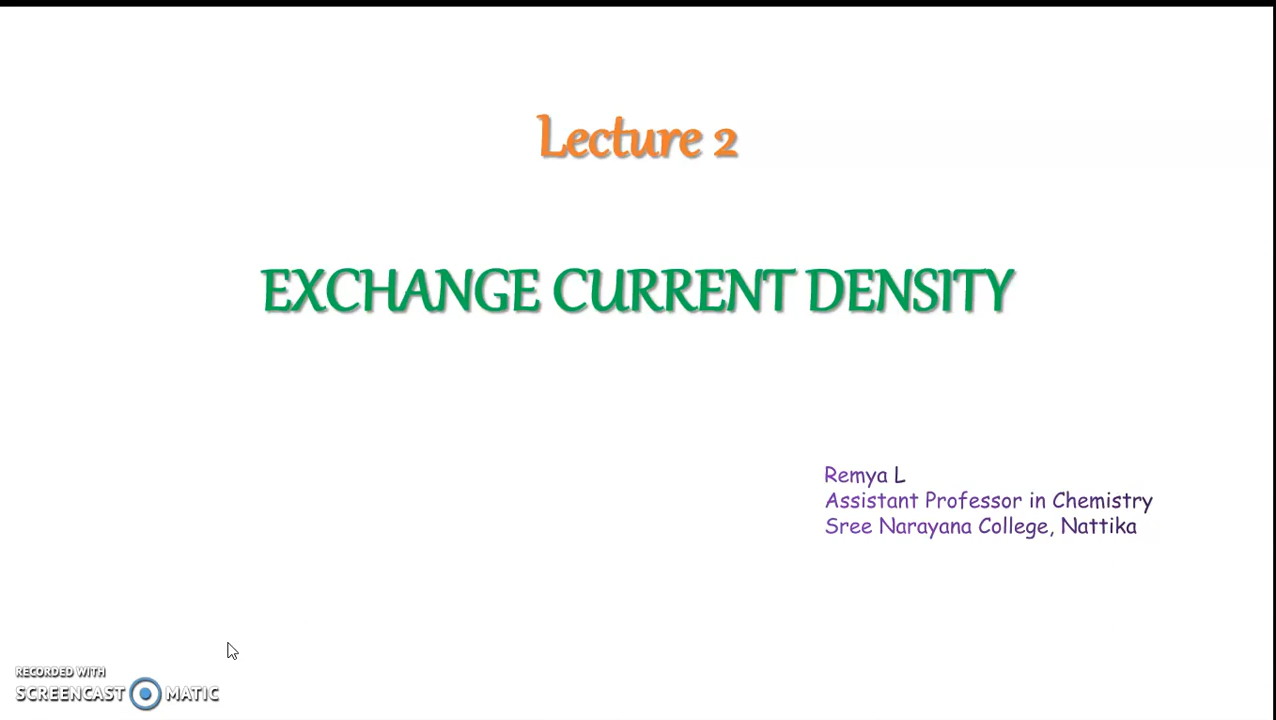 Lecture 2
EXCHANGE CURRENT DENSITY
Remya L
Assistant Professor in Chemistry
Sree Narayana College, Nattika
RECORDED WITH
SCREENCAST MATIC